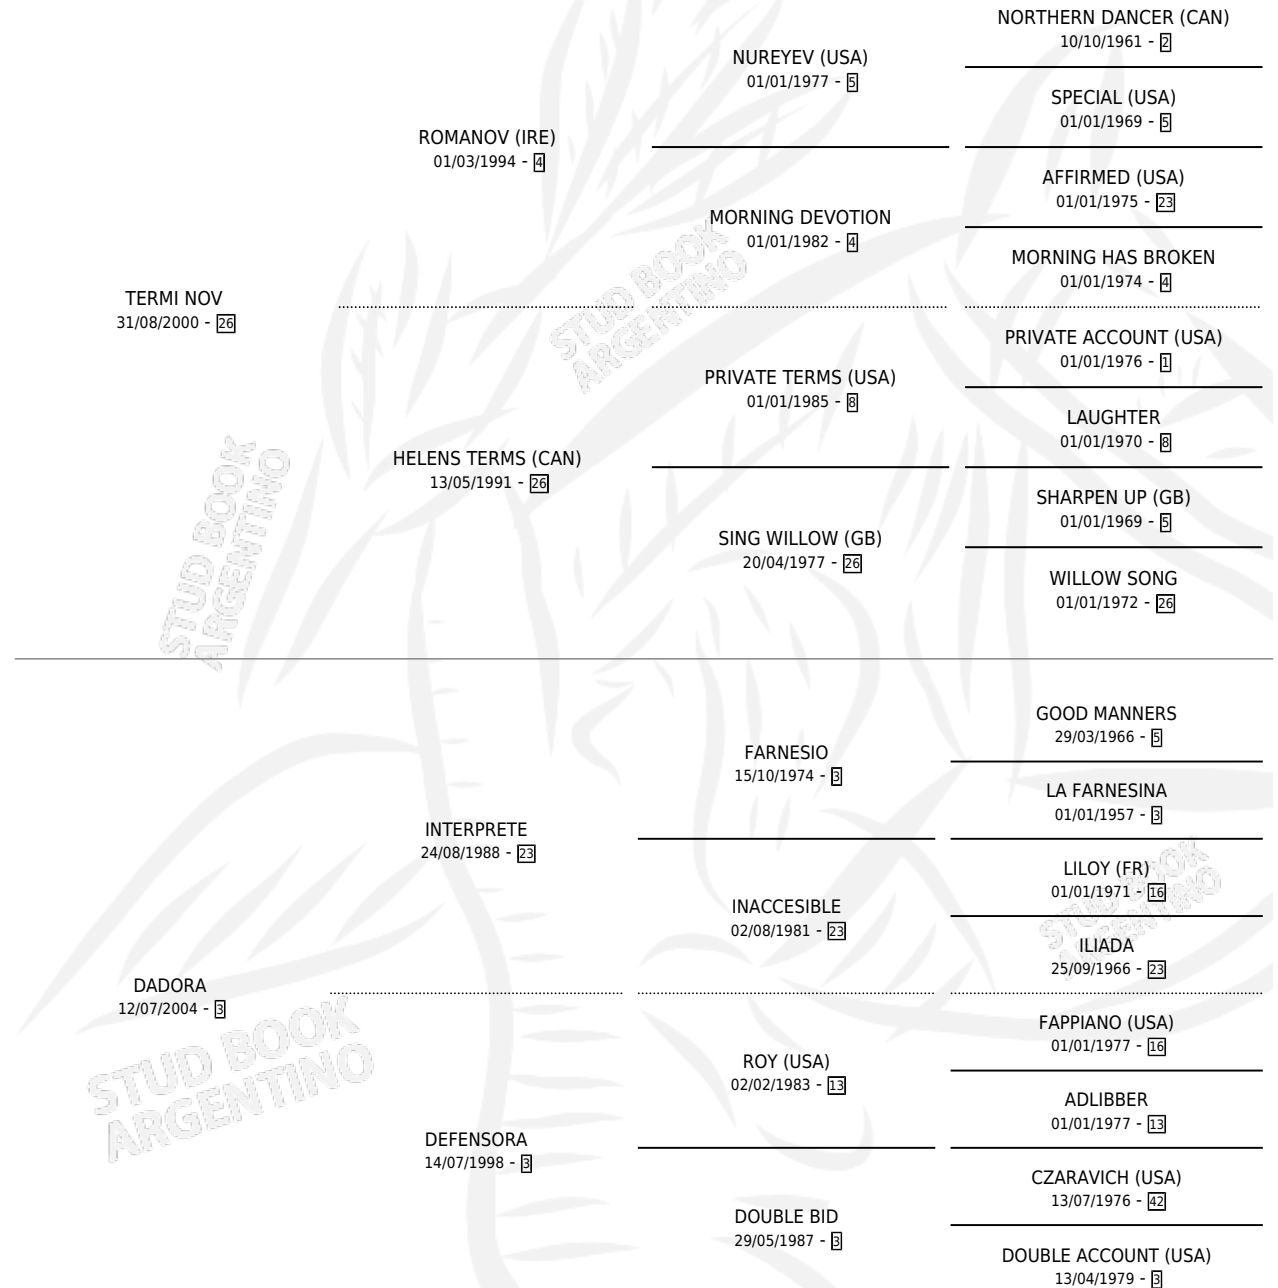 NORTHERN DANCER (CAN)
10/10/1961 - 2
NUREYEV (USA)
01/01/1977 - 5
SPECIAL (USA)
01/01/1969 - 5
ROMANOV (IRE)
01/03/1994 - 4
AFFIRMED (USA)
01/01/1975 - 23
MORNING DEVOTION
01/01/1982 - 4
MORNING HAS BROKEN
01/01/1974 - 4
TERMI NOV
31/08/2000 - 26
PRIVATE ACCOUNT (USA)
01/01/1976 - 1
PRIVATE TERMS (USA)
01/01/1985 - 8
LAUGHTER
01/01/1970 - 8
HELENS TERMS (CAN)
13/05/1991 - 26
SHARPEN UP (GB)
01/01/1969 - 5
SING WILLOW (GB)
20/04/1977 - 26
WILLOW SONG
01/01/1972 - 26
GOOD MANNERS
29/03/1966 - 5
FARNESIO
15/10/1974 - 3
LA FARNESINA
01/01/1957 - 3
INTERPRETE
24/08/1988 - 23
LILOY (FR)
01/01/1971 - 16
INACCESIBLE
02/08/1981 - 23
ILIADA
25/09/1966 - 23
DADORA
12/07/2004 - 3
FAPPIANO (USA)
01/01/1977 - 16
ROY (USA)
02/02/1983 - 13
ADLIBBER
01/01/1977 - 13
DEFENSORA
14/07/1998 - 3
CZARAVICH (USA)
13/07/1976 - 42
DOUBLE BID
29/05/1987 - 3
DOUBLE ACCOUNT (USA)
13/04/1979 - 3
STUD BOOK
ARGENTINO
STUD BOOK
ARGENTINO
STUD BOOK
ARGENTINO
STUD BOOK
ARGENTINO